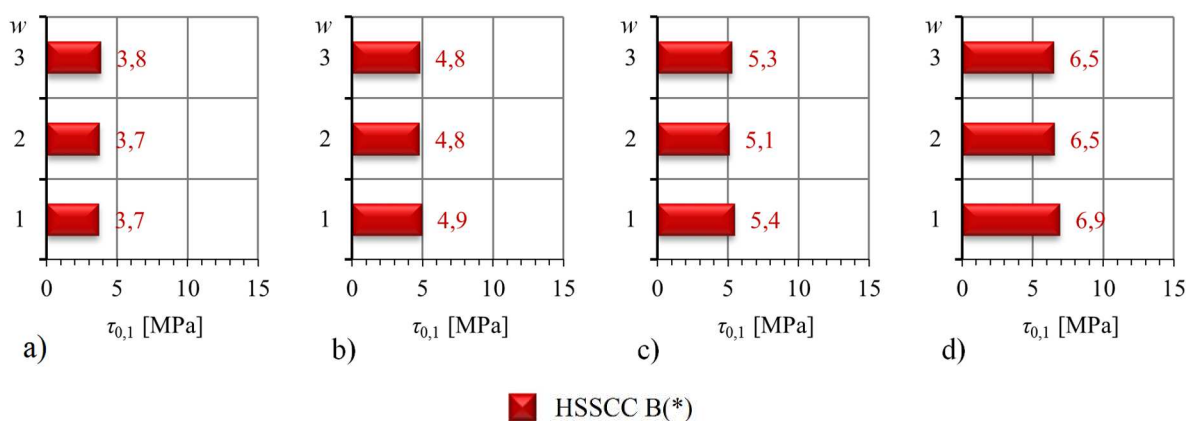 w w w w
3 3,8 3 4,8 3 5,3 3 6,5
2 3,7 2 4,8 2 5,1 2 6,5
1 3,7 1 4,9 1 5,4 1 6,9
0 5 10 15 0 5 10 15 0 5 10 15 0 5 10 15
τ0,1 [MPa] τ0,1 [MPa] τ0,1 [MPa] τ0,1 [MPa]
a) b) c) d)
HSSCC B(*)